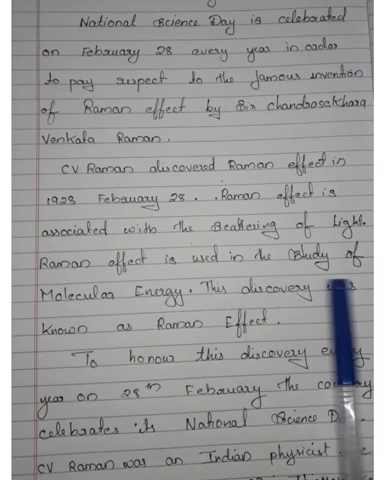 National Science Day is celebrated
on February 28 every year in order
to pay respect to the famous invention
of Raman effect by Sir Chandrasekhara
Venkata Raman.
CV Raman discovered Raman effect in
1928 February 28. Raman effect is
associated with the Scattering of Light.
Raman effect is used in the Study of
Molecular Energy. This discovery
known as Raman Effect.
To honour this discovery
year on 28th February the
celebrates its National Science
CV Raman was an Indian physicist.